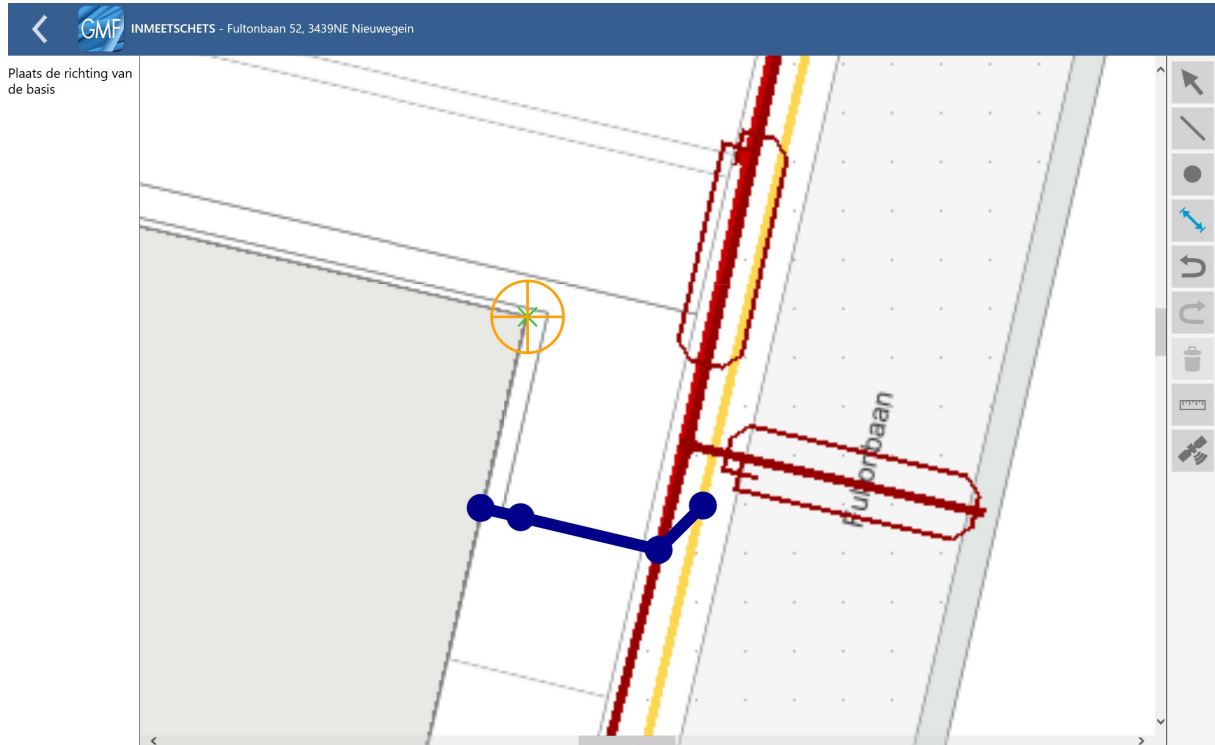 GMF INMEETSCHETS - Fultonbaan 52, 3439NE Nieuwegein
Plaats de richting van
de basis
Fultonbaan